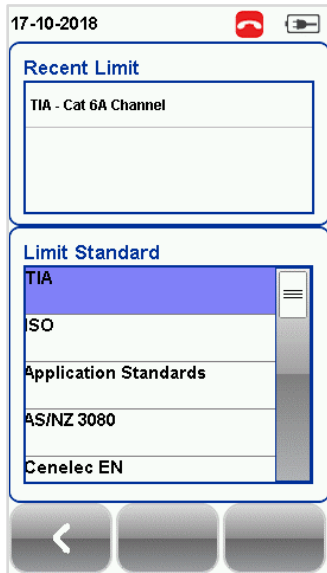 17-10-2018
Recent Limit
TIA - Cat 6A Channel
Limit Standard
TIA
ISO
Application Standards
AS/NZ 3080
Cenelec EN